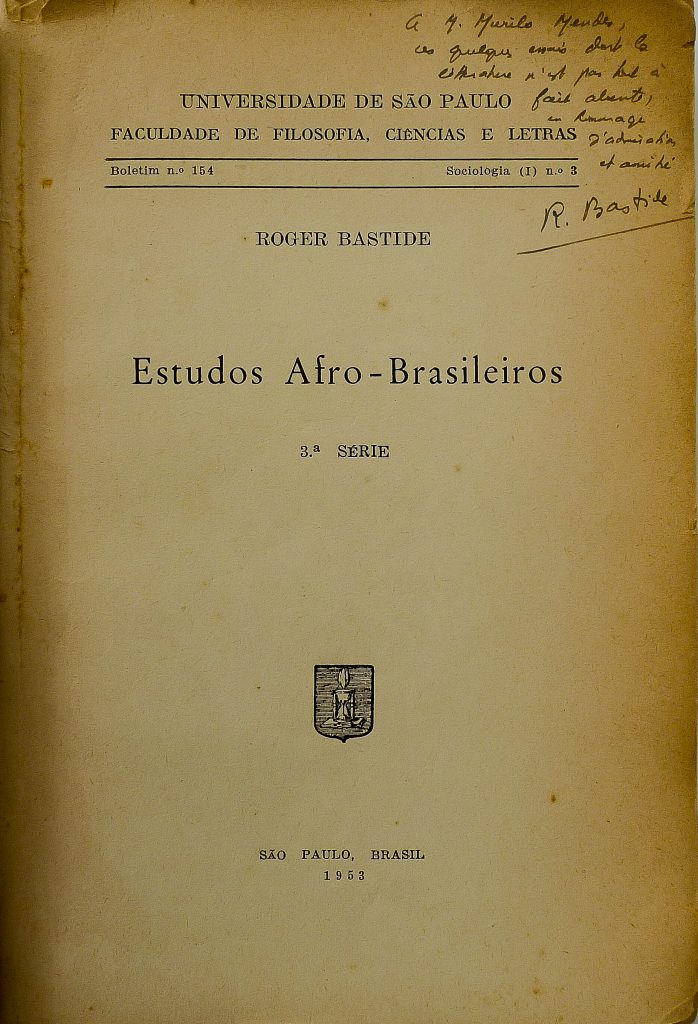 A M. Murilo Mendes,
ces quelques essais dont la
littérature n'est pas tout à
fait absente,
en hommage
d'admiration
et amitié
R. Bastide
UNIVERSIDADE DE SÃO PAULO
FACULDADE DE FILOSOFIA, CIÊNCIAS E LETRAS
Boletim n.º 154 Sociologia (I) n.º 3
ROGER BASTIDE
Estudos Afro-Brasileiros
3.ª SÉRIE
SÃO PAULO, BRASIL
1953